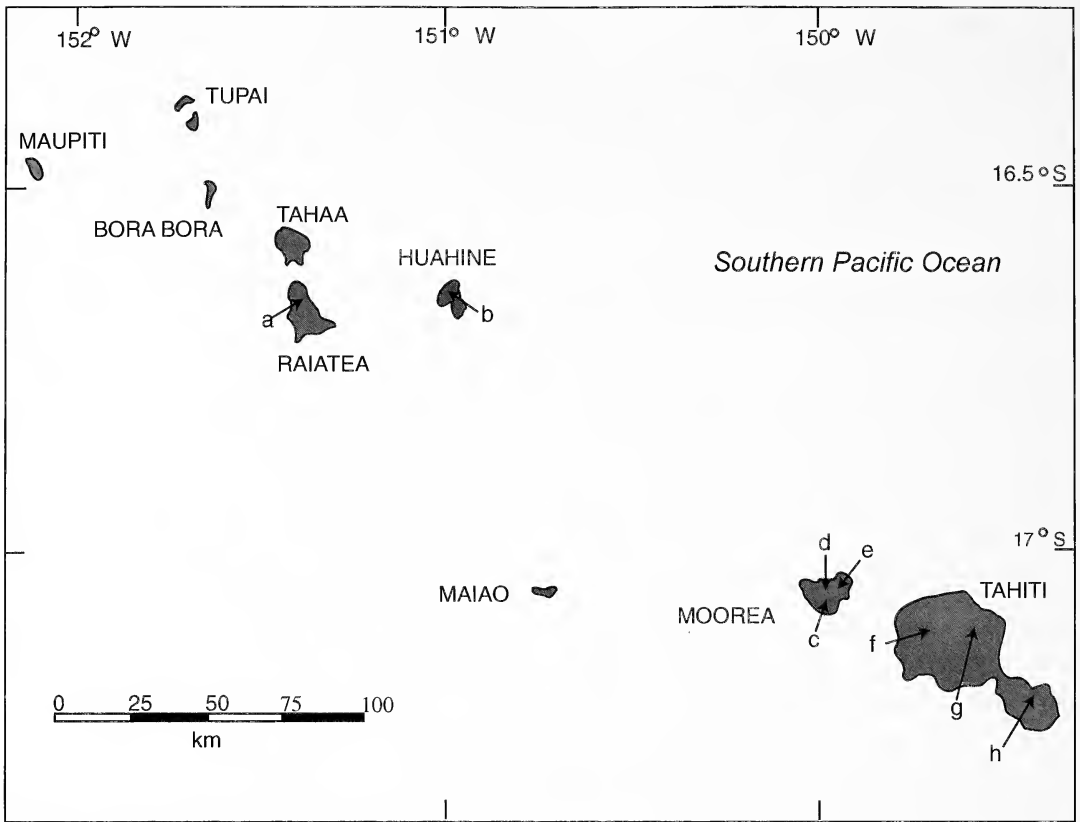 152° W
151° W
150° W
TUPAI
MAUPITI
16.5 °S
BORA BORA
TAHAA
HUAHINE
Southern Pacific Ocean
a
b
RAIATEA
17 °S
d
e
MAIAO
TAHITI
MOOREA
c
f
g
h
0 25 50 75 100
km